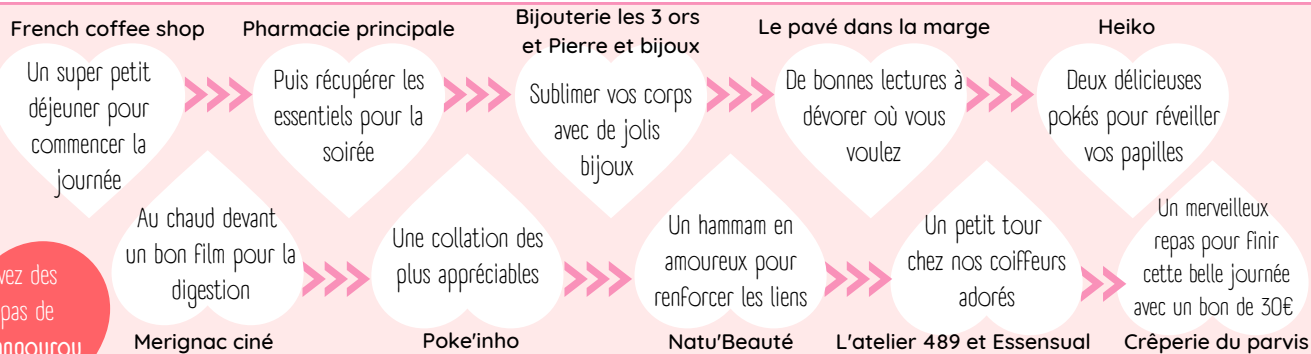 French coffee shop
Un super petit
déjeuner pour
commencer la
journée
Pharmacie principale
Puis récupérer les
essentiels pour la
soirée
Bijouterie les 3 ors
et Pierre et bijoux
Sublimer vos corps
avec de jolis
bijoux
Le pavé dans la marge
De bonnes lectures à
dévorer où vous
voulez
Heiko
Deux délicieuses
pokés pour réveiller
vos papilles
Au chaud devant
un bon film pour la
digestion
Merignac ciné
Une collation des
plus appréciables
Poke'inho
Un hammam en
amoureux pour
renforcer les liens
Natu'Beauté
Un petit tour
chez nos coiffeurs
adorés
L'atelier 489 et Essensual
Un merveilleux
repas pour finir
cette belle journée
avec un bon de 30€
Crêperie du parvis
des
pas de